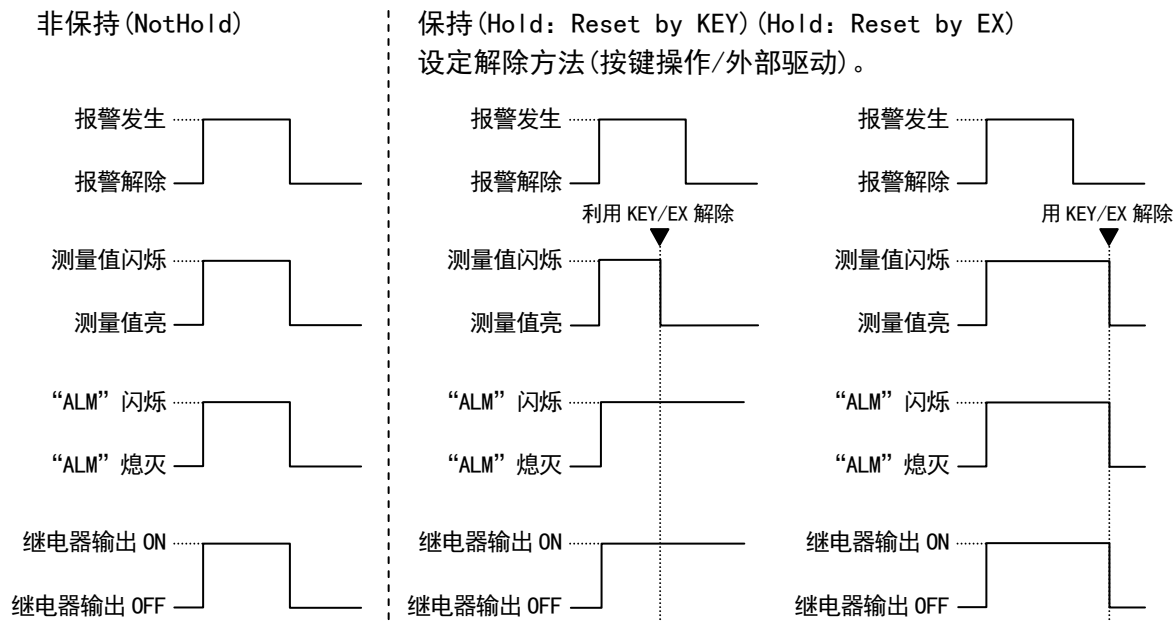 非保持(NotHold)
保持(Hold: Reset by KEY)(Hold: Reset by EX)
设定解除方法(按键操作/外部驱动)。
报警发生
报警解除
测量值闪烁
测量值亮
“ALM”闪烁
“ALM”熄灭
继电器输出 ON
继电器输出 OFF
报警发生
报警解除
利用 KEY/EX 解除
测量值闪烁
测量值亮
“ALM”闪烁
“ALM”熄灭
继电器输出 ON
继电器输出 OFF
报警发生
报警解除
用 KEY/EX 解除
测量值闪烁
测量值亮
“ALM”闪烁
“ALM”熄灭
继电器输出 ON
继电器输出 OFF